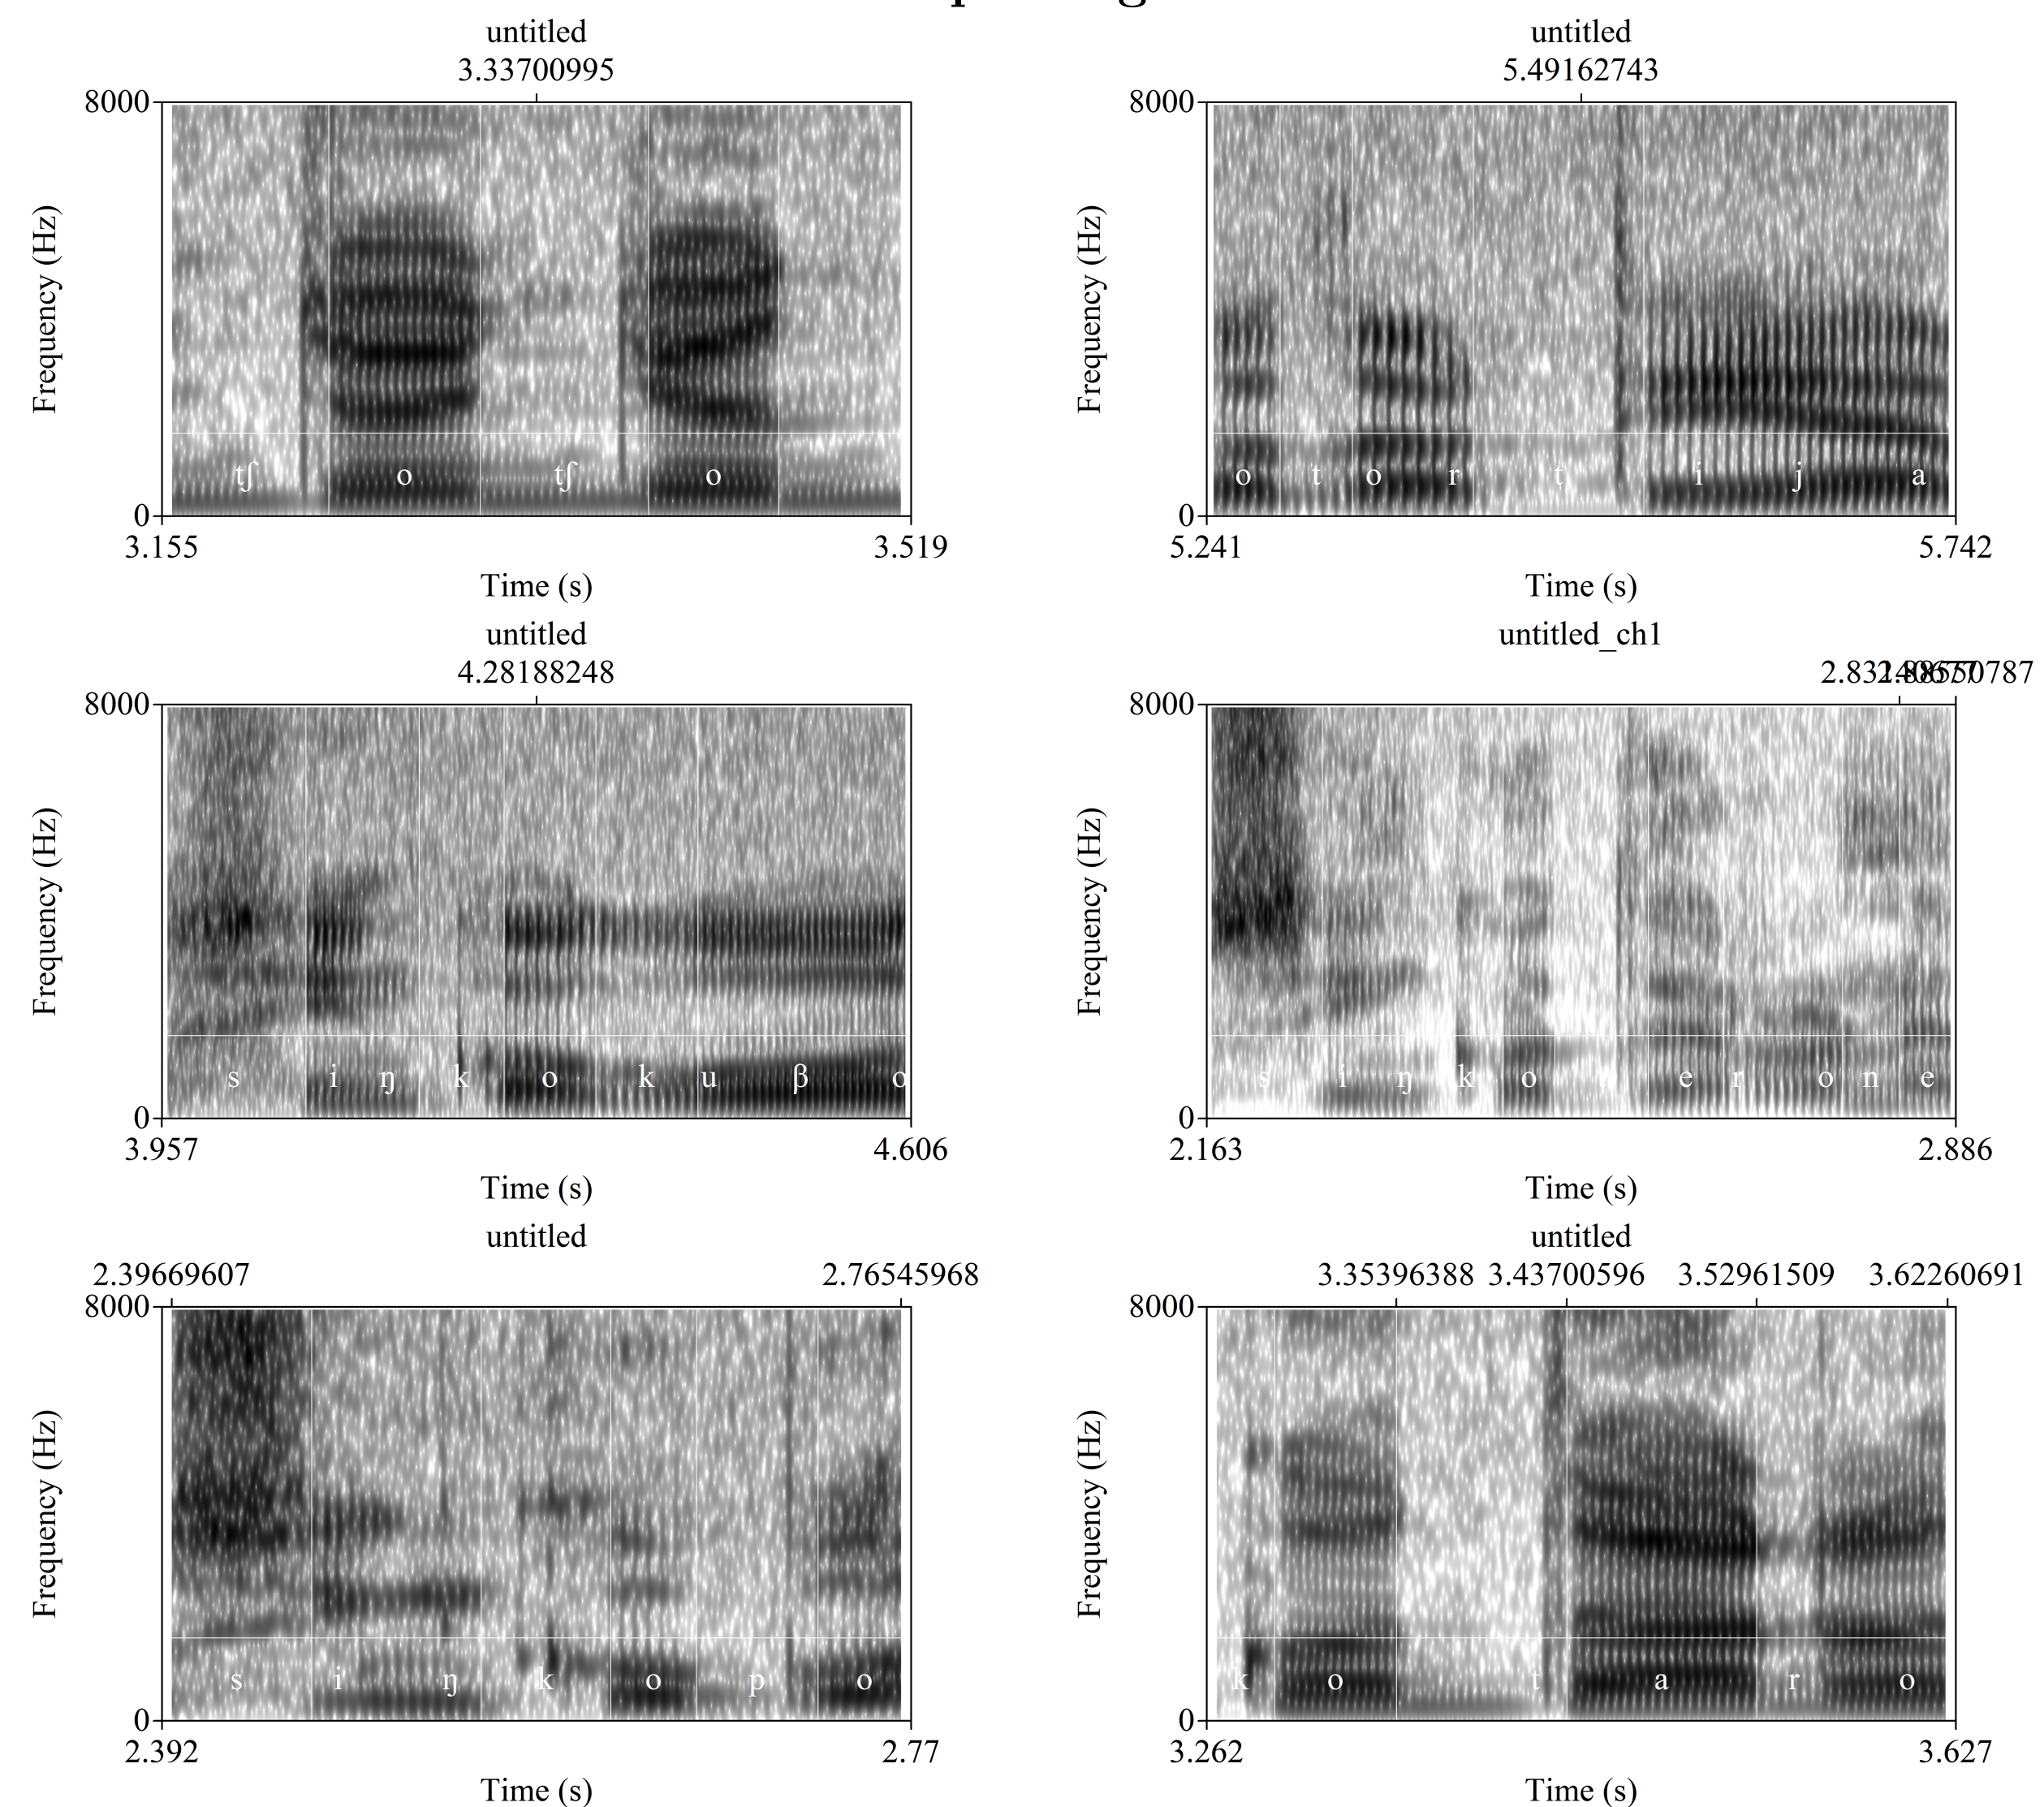 untitled
3.33700995
8000
Frequency (Hz)
tʃ o tʃ o
0
3.155 3.519
Time (s)
untitled
5.49162743
8000
Frequency (Hz)
o t o r t i j a
0
5.241 5.742
Time (s)
untitled
4.28188248
8000
Frequency (Hz)
s i ŋ k o k u β o
0
3.957 4.606
Time (s)
untitled_ch1
8000
Frequency (Hz)
s i ŋ k o e r o n e
0
2.163 2.886
Time (s)
untitled
2.39669607 2.76545968
8000
Frequency (Hz)
s i ŋ k o p o
0
2.392 2.77
Time (s)
untitled
3.35396388 3.43700596 3.52961509 3.62260691
8000
Frequency (Hz)
k o t a r o
0
3.262 3.627
Time (s)